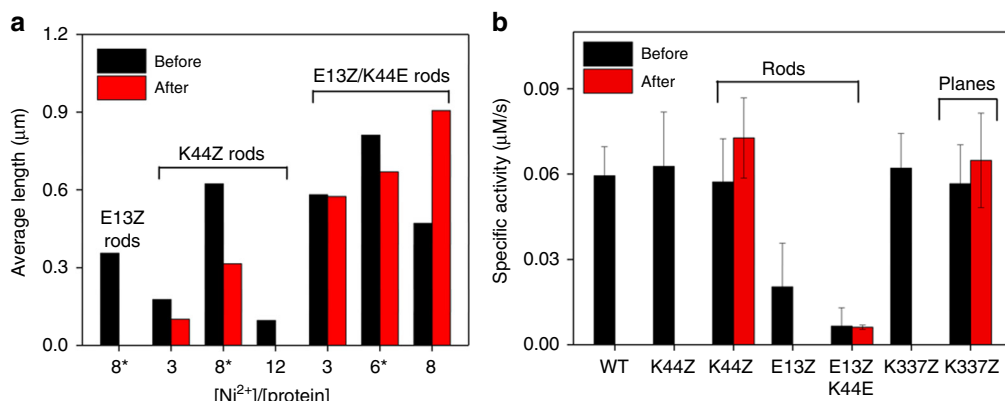 a
1.2
0.9
0.6
0.3
0.0
Average length (μm)
Before
After
E13Z/K44E rods
K44Z rods
E13Z
rods
8* 3 8* 12 3 6* 8
[Ni2+]/[protein]
b
0.09
0.06
0.03
0.00
Specific activity (μM/s)
Before
After
Rods
Planes
WT K44Z K44Z E13Z E13Z K337Z K337Z
K44E